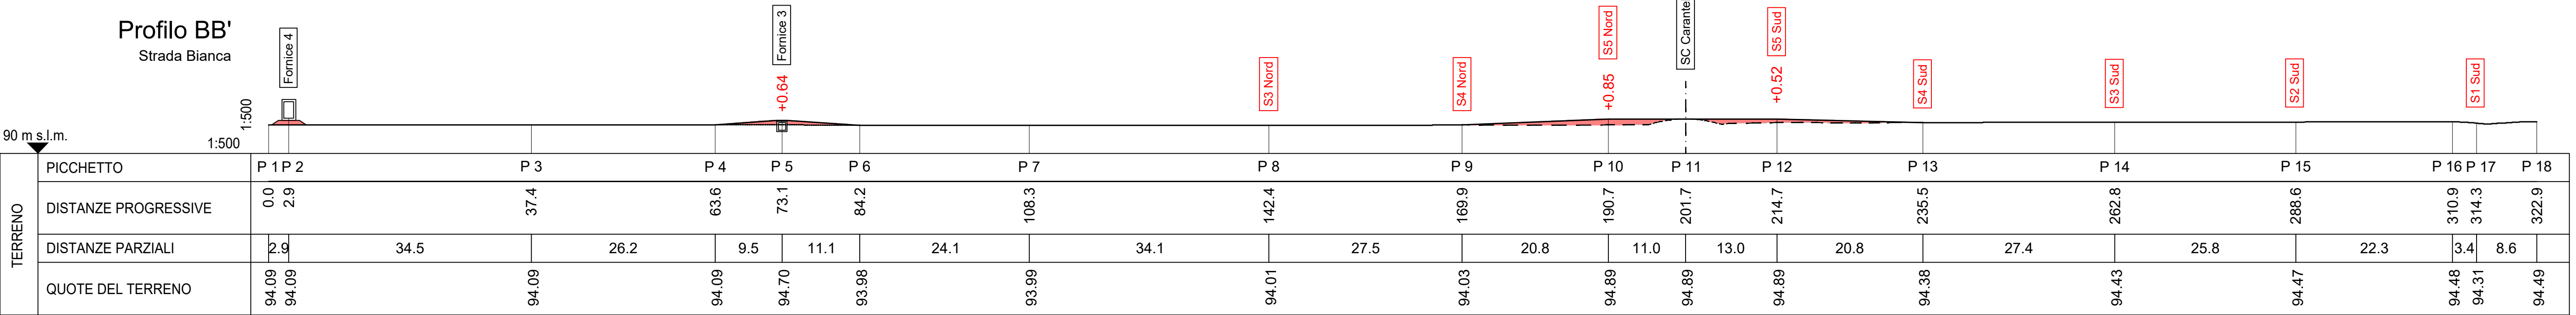 Profilo BB'
Strada Bianca
Fornice 4
Fornice 3
+0.64
S3 Nord
S4 Nord
S5 Nord
+0.85
SC Carante
S5 Sud
+0.52
S4 Sud
S3 Sud
S2 Sud
S1 Sud
1:500
1:500
90 m s.l.m.
TERRENO
PICCHETTO P 1 P 2 P 3 P 4 P 5 P 6 P 7 P 8 P 9 P 10 P 11 P 12 P 13 P 14 P 15 P 16 P 17 P 18
DISTANZE PROGRESSIVE 0.0 2.9 37.4 63.6 73.1 84.2 108.3 142.4 169.9 190.7 201.7 214.7 235.5 262.8 288.6 310.9 314.3 322.9
DISTANZE PARZIALI 2.9 34.5 26.2 9.5 11.1 24.1 34.1 27.5 20.8 11.0 13.0 20.8 27.4 25.8 22.3 3.4 8.6
QUOTE DEL TERRENO 94.09 94.09 94.09 94.09 94.70 93.98 93.99 94.01 94.03 94.89 94.89 94.89 94.38 94.43 94.47 94.48 94.31 94.49